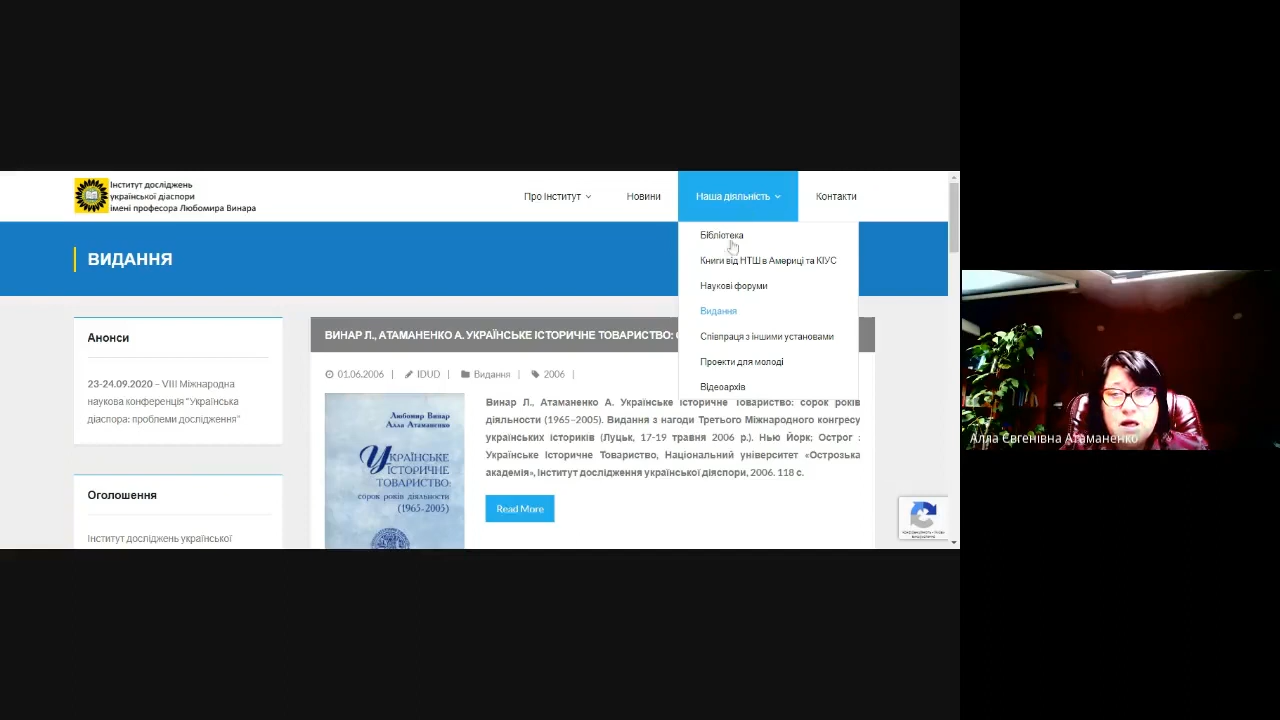 Інститут досліджень
української діаспори
імені професора Любомира Винара
Про Інститут
Новини
Наша діяльність
Контакти
Бібліотека
Книги від НТШ в Америці та КІУС
Наукові форуми
Видання
Співпраця з іншими установами
Проекти для молоді
Відеоархів
ВИДАННЯ
Анонси
23-24.09.2020 – VIII Міжнародна
наукова конференція "Українська
діаспора: проблеми дослідження"
Оголошення
Інститут досліджень української
ВИНАР Л., АТАМАНЕНКО А. УКРАЇНСЬКЕ ІСТОРИЧНЕ ТОВАРИСТВО:
01.06.2006 | IDUD | Видання | 2006 |
Любомир Винар
Алла Атаманенко
УКРАЇНСЬКЕ
ІСТОРИЧНЕ
ТОВАРИСТВО:
сорок років діяльности
(1965-2005)
Винар Л., Атаманенко А. Українське Історичне Товариство: сорок років
діяльності (1965–2005). Видання з нагоди Третього Міжнародного конгресу
українських істориків (Луцьк, 17-19 травня 2006 р.). Нью Йорк; Острог :
Українське Історичне Товариство, Національний університет «Острозька
академія», Інститут дослідження української діяспори, 2006. 118 с.
Read More
Алла Євгенівна Атаманенко